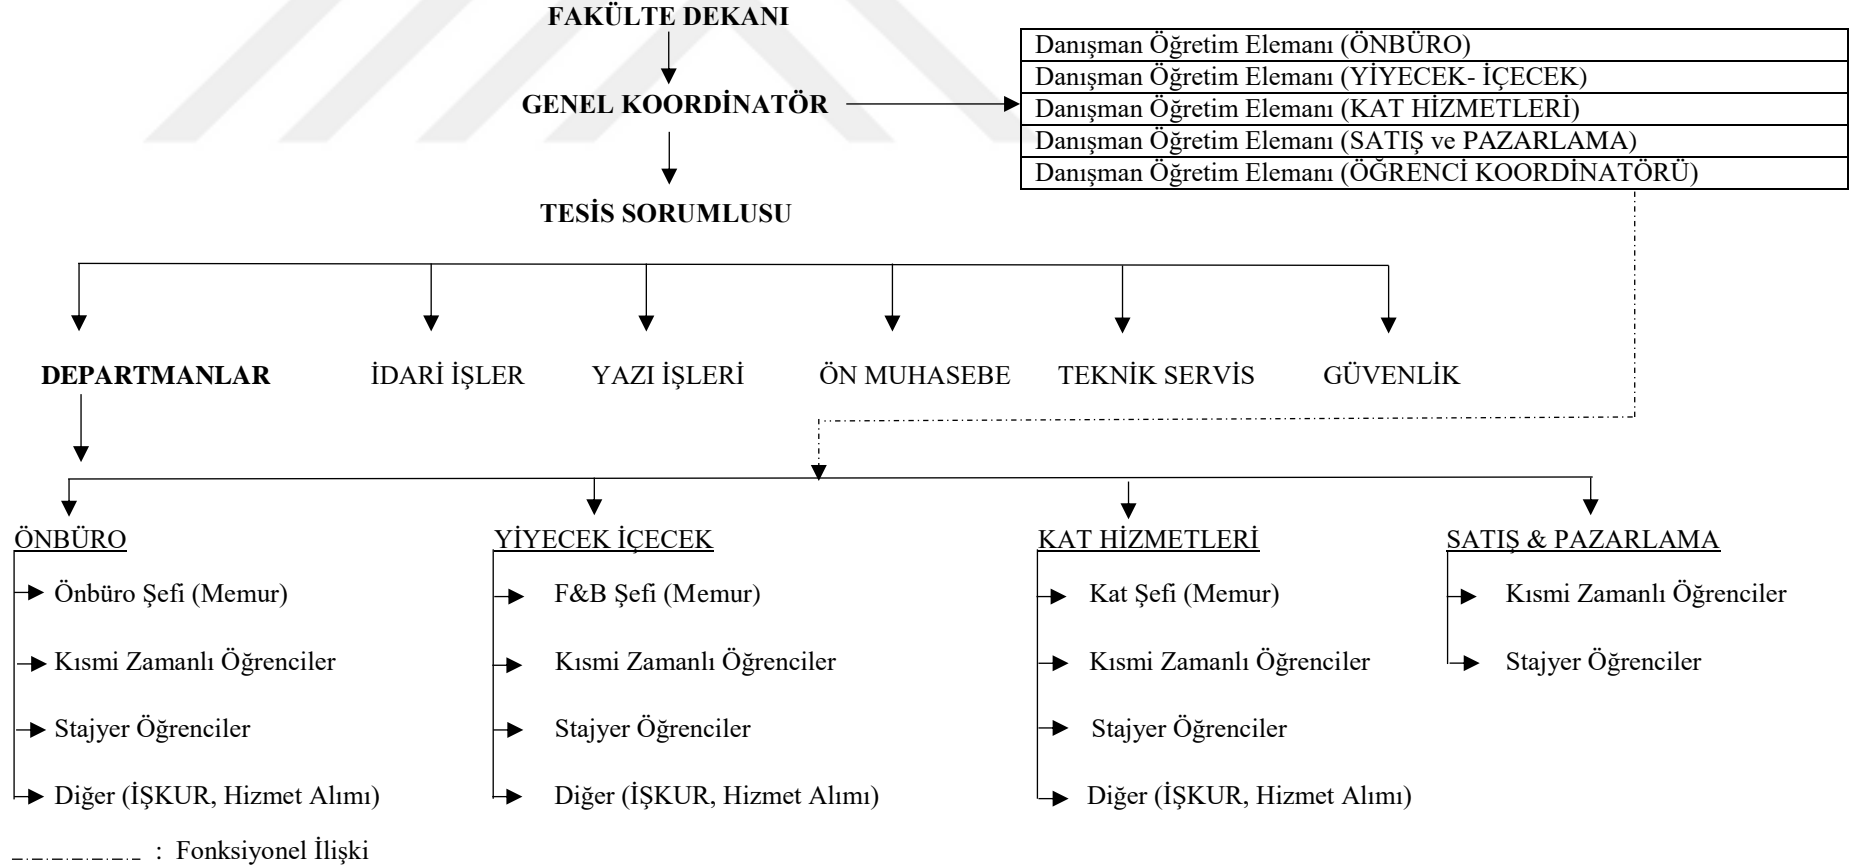 FAKÜLTE DEKANI
Danışman Öğretim Elemanı (ÖNBÜRO)
Danışman Öğretim Elemanı (YİYECEK- İÇECEK)
GENEL KOORDİNATÖR
Danışman Öğretim Elemanı (KAT HİZMETLERİ)
Danışman Öğretim Elemanı (SATIŞ ve PAZARLAMA)
Danışman Öğretim Elemanı (ÖĞRENCİ KOORDİNATÖRÜ)
TESİS SORUMLUSU
DEPARTMANLAR
İDARİ İŞLER
YAZI İŞLERİ
ÖN MUHASEBE
TEKNİK SERVİS
GÜVENLİK
ÖNBÜRO
Önbüro Şefi (Memur)
Kısmi Zamanlı Öğrenciler
Stajyer Öğrenciler
Diğer (İŞKUR, Hizmet Alımı)
YİYECEK İÇECEK
F&B Şefi (Memur)
Kısmi Zamanlı Öğrenciler
Stajyer Öğrenciler
Diğer (İŞKUR, Hizmet Alımı)
KAT HİZMETLERİ
Kat Şefi (Memur)
Kısmi Zamanlı Öğrenciler
Stajyer Öğrenciler
Diğer (İŞKUR, Hizmet Alımı)
SATIŞ & PAZARLAMA
Kısmi Zamanlı Öğrenciler
Stajyer Öğrenciler
: Fonksiyonel İlişki